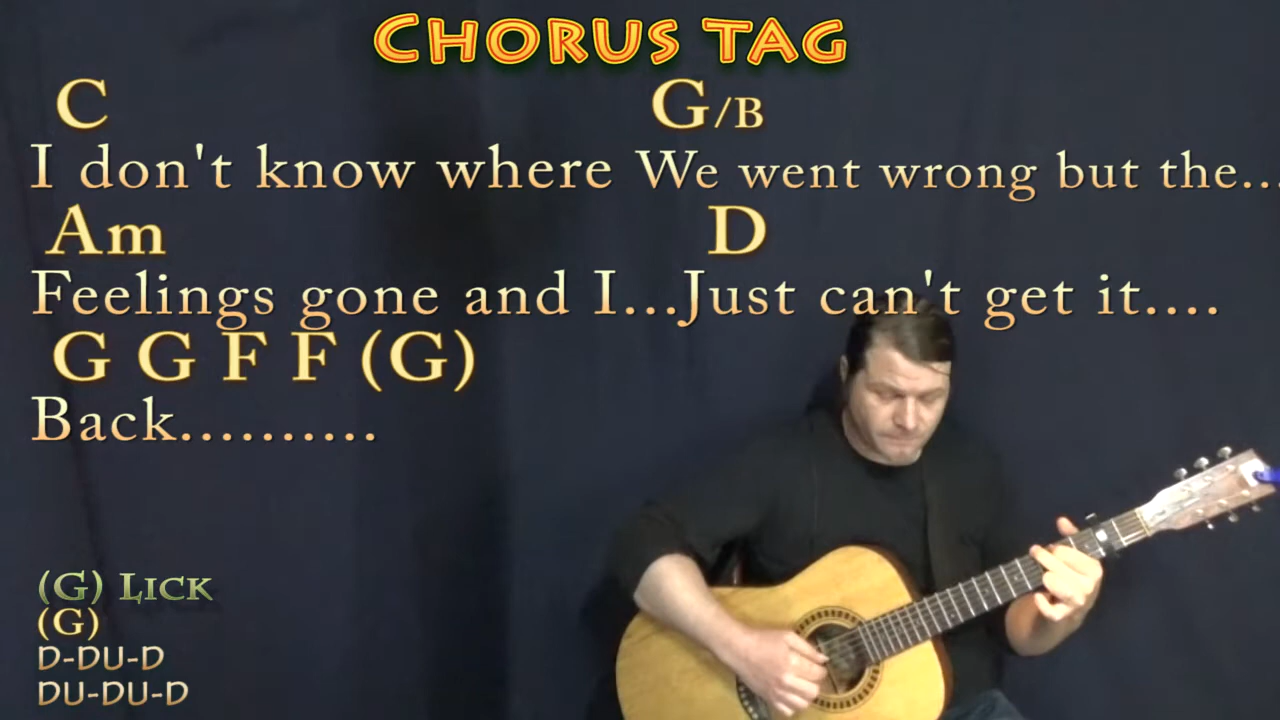 CHORUS TAG
C G/B
I don't know where We went wrong but the...
Am D
Feelings gone and I...Just can't get it....
G G F F (G)
Back..........
(G) LICK
(G)
D-DU-D
DU-DU-D